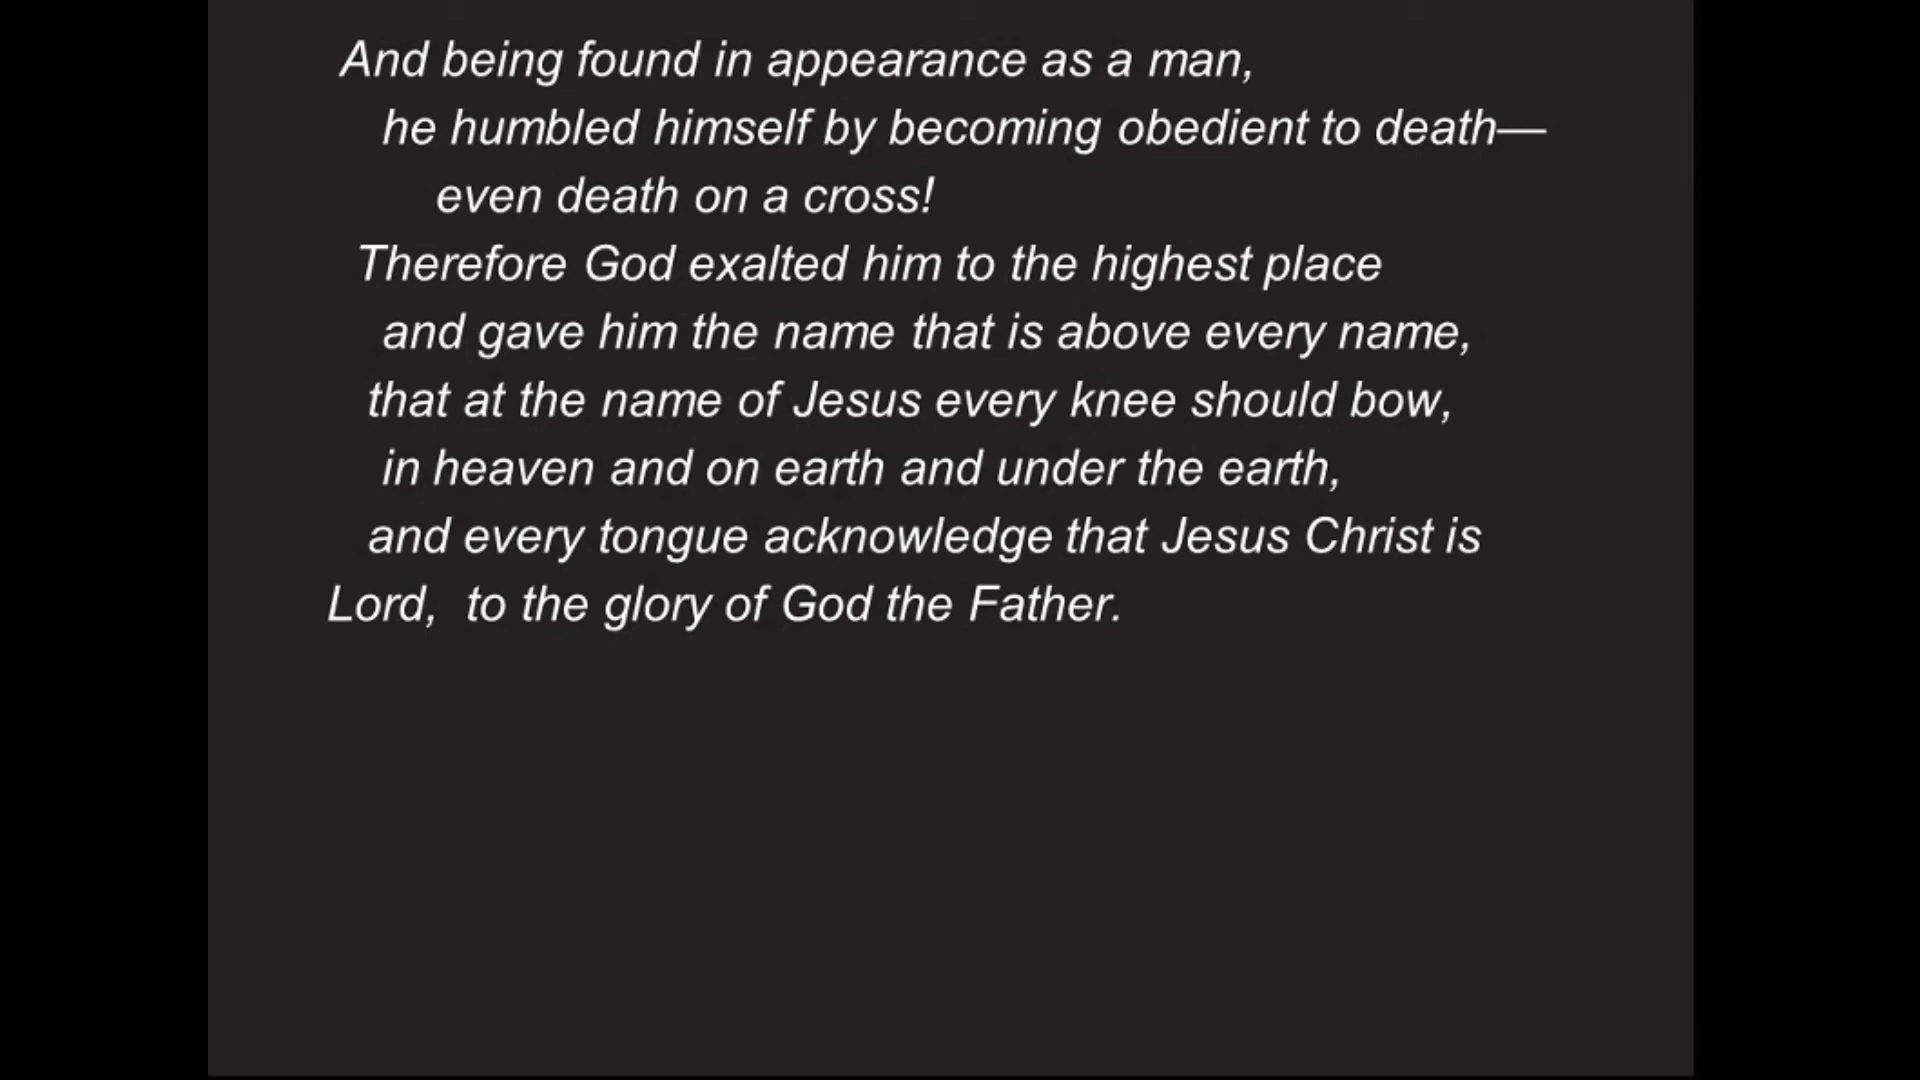 And being found in appearance as a man,
he humbled himself by becoming obedient to death—
even death on a cross!
Therefore God exalted him to the highest place
and gave him the name that is above every name,
that at the name of Jesus every knee should bow,
in heaven and on earth and under the earth,
and every tongue acknowledge that Jesus Christ is
Lord,  to the glory of God the Father.